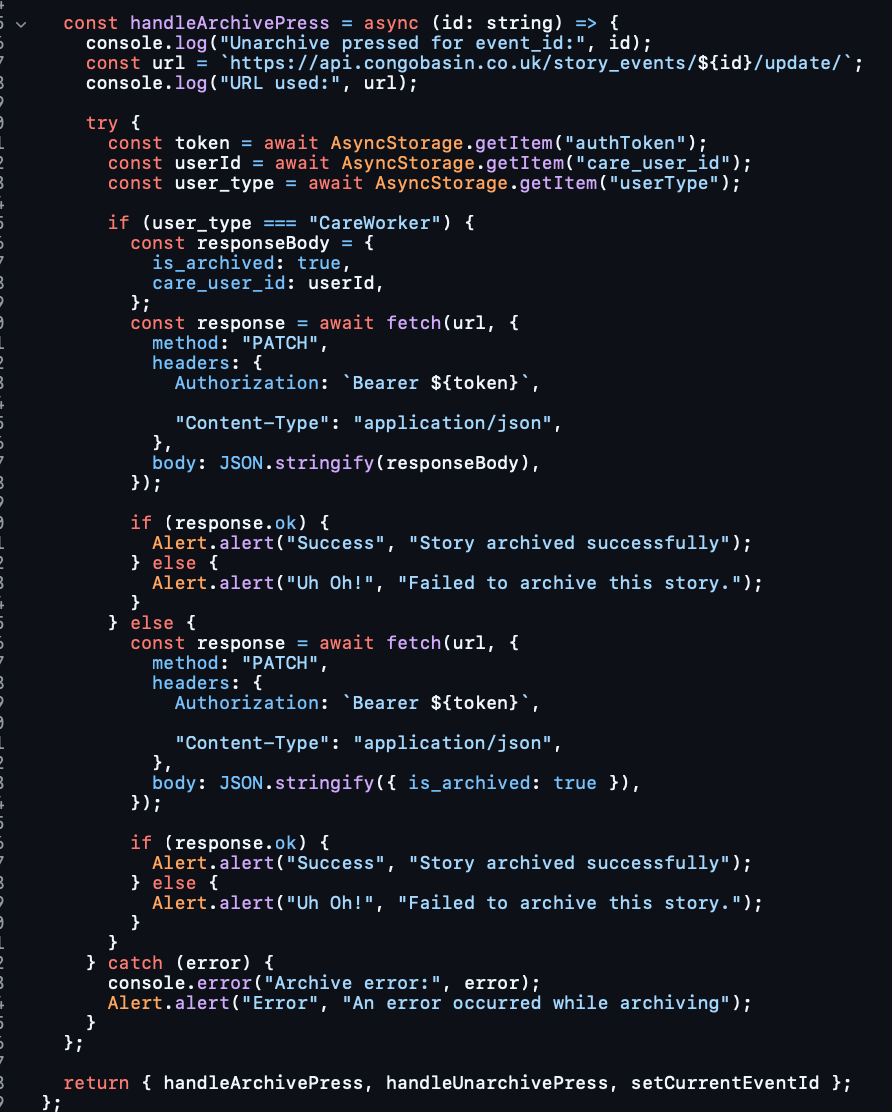 const handleArchivePress = async (id: string) => {
console.log("Unarchive pressed for event_id:", id);
const url = `https://api.congobasin.co.uk/story_events/${id}/update/`;
console.log("URL used:", url);
try {
const token = await AsyncStorage.getItem("authToken");
const userId = await AsyncStorage.getItem("care_user_id");
const user_type = await AsyncStorage.getItem("userType");
if (user_type === "CareWorker") {
const responseBody = {
is_archived: true,
care_user_id: userId,
};
const response = await fetch(url, {
method: "PATCH",
headers: {
Authorization: `Bearer ${token}`,
"Content-Type": "application/json",
},
body: JSON.stringify(responseBody),
});
if (response.ok) {
Alert.alert("Success", "Story archived successfully");
} else {
Alert.alert("Uh Oh!", "Failed to archive this story.");
}
} else {
const response = await fetch(url, {
method: "PATCH",
headers: {
Authorization: `Bearer ${token}`,
"Content-Type": "application/json",
},
body: JSON.stringify({ is_archived: true }),
});
if (response.ok) {
Alert.alert("Success", "Story archived successfully");
} else {
Alert.alert("Uh Oh!", "Failed to archive this story.");
}
}
} catch (error) {
console.error("Archive error:", error);
Alert.alert("Error", "An error occurred while archiving");
}
};
return { handleArchivePress, handleUnarchivePress, setCurrentEventId };
};